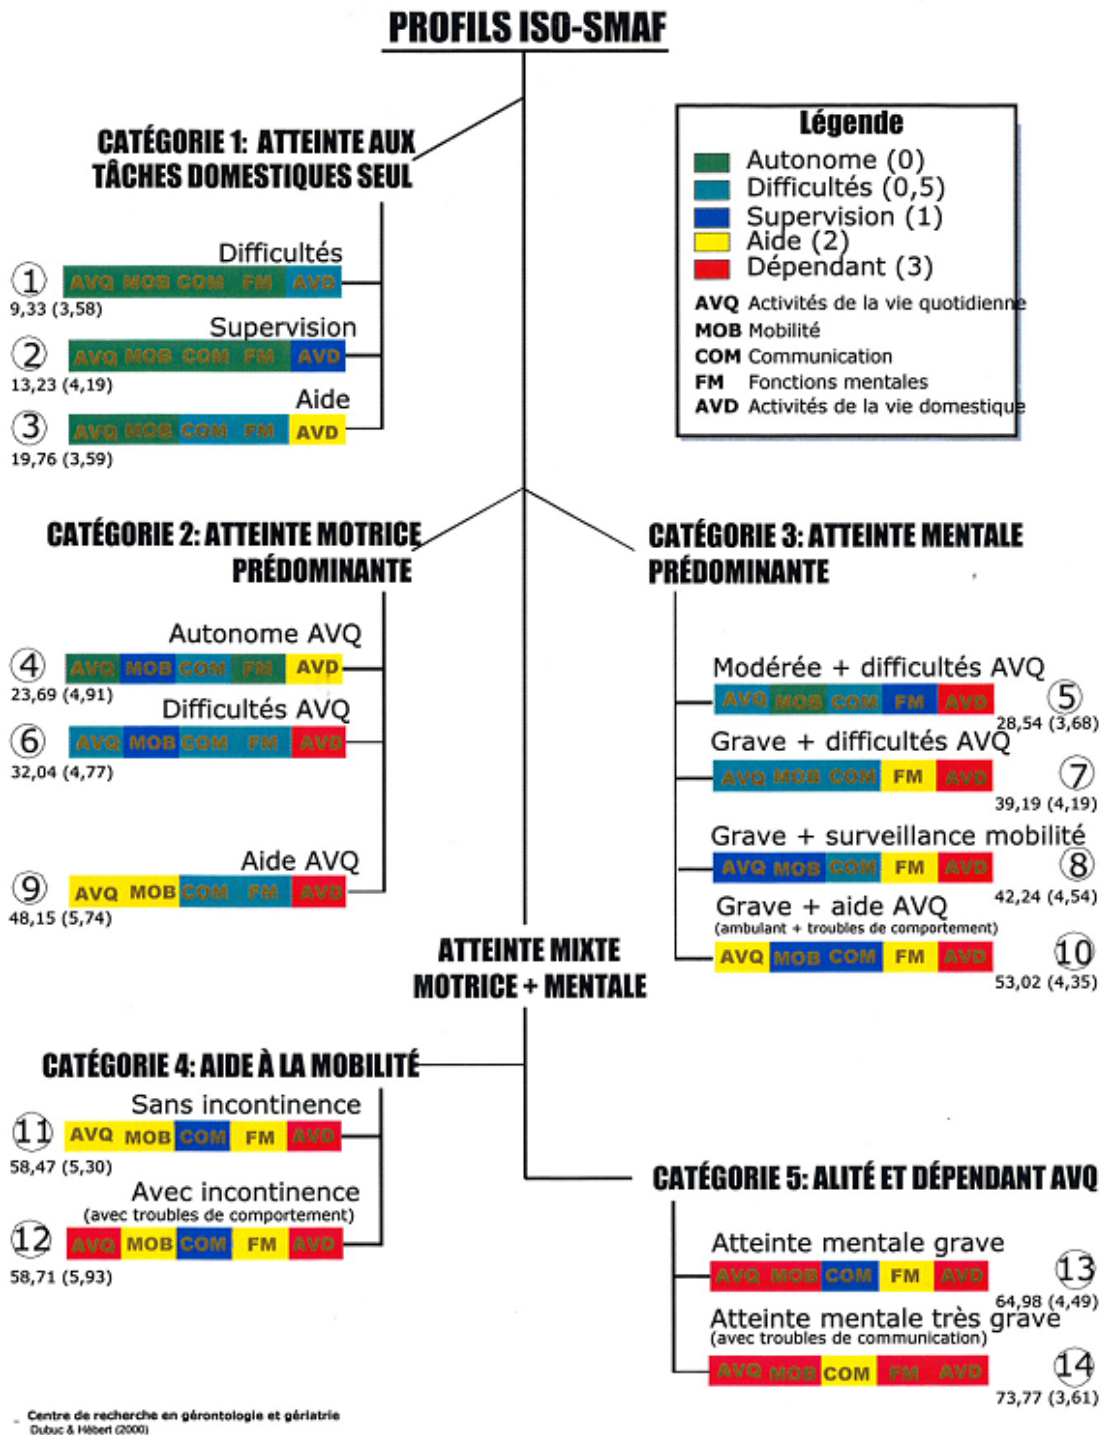 PROFILS ISO-SMAF
CATÉGORIE 1: ATTEINTE AUX
TÂCHES DOMESTIQUES SEUL
Difficultés
1 AVQ MOB COM FM AVD
9,33 (3,58)
Supervision
2 AVQ MOB COM FM AVD
13,23 (4,19)
Aide
3 AVQ MOB COM FM AVD
19,76 (3,59)
Légende
Autonome (0)
Difficultés (0,5)
Supervision (1)
Aide (2)
Dépendant (3)
AVQ Activités de la vie quotidienne
MOB Mobilité
COM Communication
FM Fonctions mentales
AVD Activités de la vie domestique
CATÉGORIE 2: ATTEINTE MOTRICE
PRÉDOMINANTE
Autonome AVQ
4 AVQ MOB COM FM AVD
23,69 (4,91)
Difficultés AVQ
6 AVQ MOB COM FM AVD
32,04 (4,77)
Aide AVQ
9 AVQ MOB COM FM AVD
48,15 (5,74)
CATÉGORIE 3: ATTEINTE MENTALE
PRÉDOMINANTE
Modérée + difficultés AVQ
AVQ MOB COM FM AVD 5
28,54 (3,68)
Grave + difficultés AVQ
AVQ MOB COM FM AVD 7
39,19 (4,19)
Grave + surveillance mobilité
AVQ MOB COM FM AVD 8
42,24 (4,54)
Grave + aide AVQ
(ambulant + troubles de comportement)
AVQ MOB COM FM AVD 10
53,02 (4,35)
ATTEINTE MIXTE
MOTRICE + MENTALE
CATÉGORIE 4: AIDE À LA MOBILITÉ
Sans incontinence
11 AVQ MOB COM FM AVD
58,47 (5,30)
Avec incontinence
(avec troubles de comportement)
12 AVQ MOB COM FM AVD
58,71 (5,93)
CATÉGORIE 5: ALITÉ ET DÉPENDANT AVQ
Atteinte mentale grave
AVQ MOB COM FM AVD 13
64,98 (4,49)
Atteinte mentale très grave
(avec troubles de communication)
AVQ MOB COM FM AVD 14
73,77 (3,61)
Centre de recherche en gérontologie et gériatrie
Dubuc & Hébert (2000)